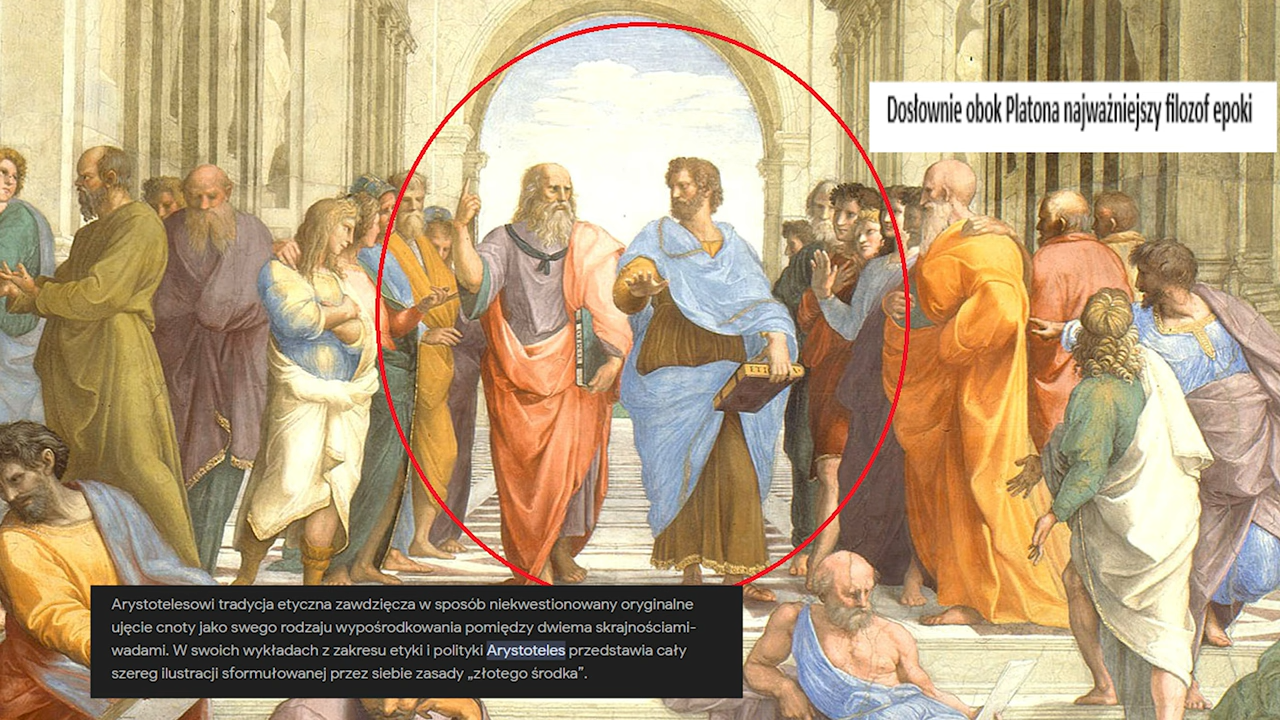 Dosłownie obok Platona najważniejszy filozof epoki
Arystotelesowi tradycja etyczna zawdzięcza w sposób niekwestionowany oryginalne
ujęcie cnoty jako swego rodzaju wypośrodkowania pomiędzy dwiema skrajnościami-
wadami. W swoich wykładach z zakresu etyki i polityki Arystoteles przedstawia cały
szereg ilustracji sformułowanej przez siebie zasady „złotego środka”.